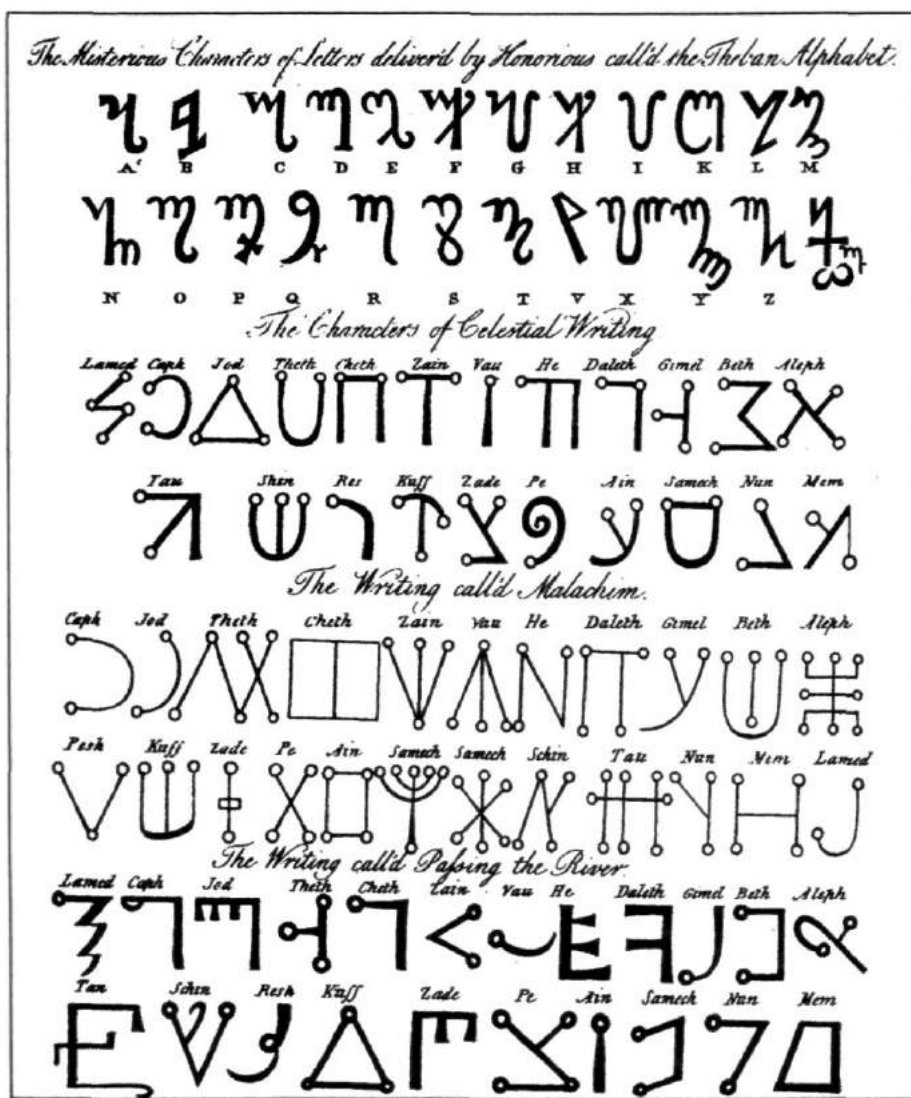 The Misterious Characters of Letters deliver'd by Honorious call'd the Theban Alphabet.
A B C D E F G H I K L M
N O P Q R S T V X Y Z
The Characters of Celestial Writing
Lamed Caph Jod Theth Cheth Zain Vau He Daleth Gimel Beth Aleph
Tau Shin Res Kuff Zade Pe Ain Samech Nun Mem
The Writing call'd Malachim.
Caph Jod Theth Cheth Zain Vau He Daleth Gimel Beth Aleph
Resh Kuff Zade Pe Ain Samech Samech Schin Tau Nun Mem Lamed
The Writing call'd Paſsing the River.
Lamed Caph Jod Theth Cheth Zain Vau He Daleth Gimel Beth Aleph
Tau Schin Resh Kuff Zade Pe Ain Samech Nun Mem